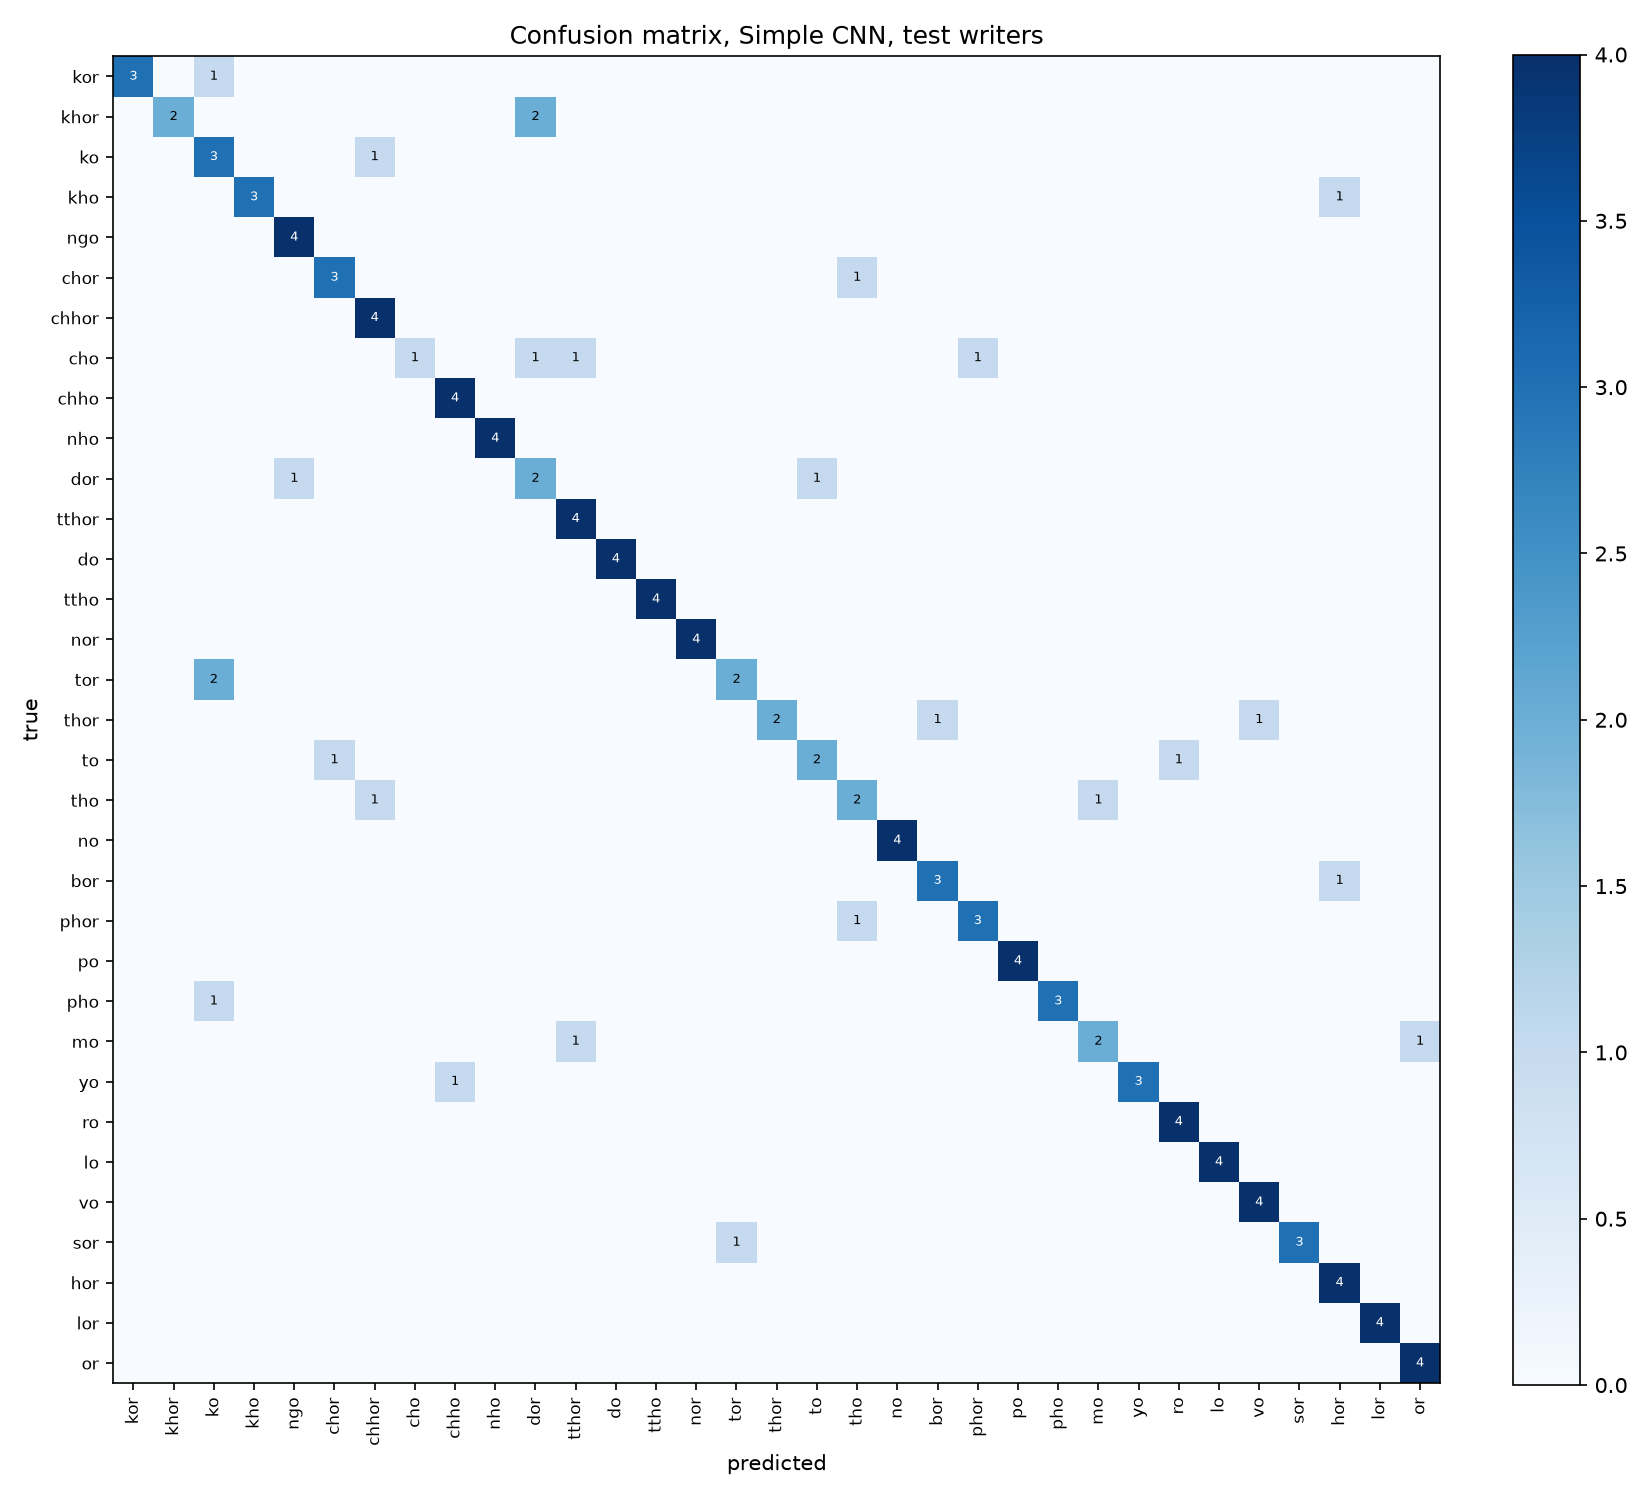 Confusion matrix, Simple CNN, test writers
kor 3 1
khor 2 2
ko 3 1
kho 3 1
ngo 4
chor 3 1
chhor 4
cho 1 1 1 1
chho 4
nho 4
dor 1 2 1
tthor 4
do 4
ttho 4
nor 4
tor 2 2
thor 2 1 1
to 1 2 1
tho 1 2 1
no 4
bor 3 1
phor 1 3
po 4
pho 1 3
mo 1 2 1
yo 1 3
ro 4
lo 4
vo 4
sor 1 3
hor 4
lor 4
or 4
true
kor khor ko kho ngo chor chhor cho chho nho dor tthor do ttho nor tor thor to tho no bor phor po pho mo yo ro lo vo sor hor lor or
predicted
4.0
3.5
3.0
2.5
2.0
1.5
1.0
0.5
0.0